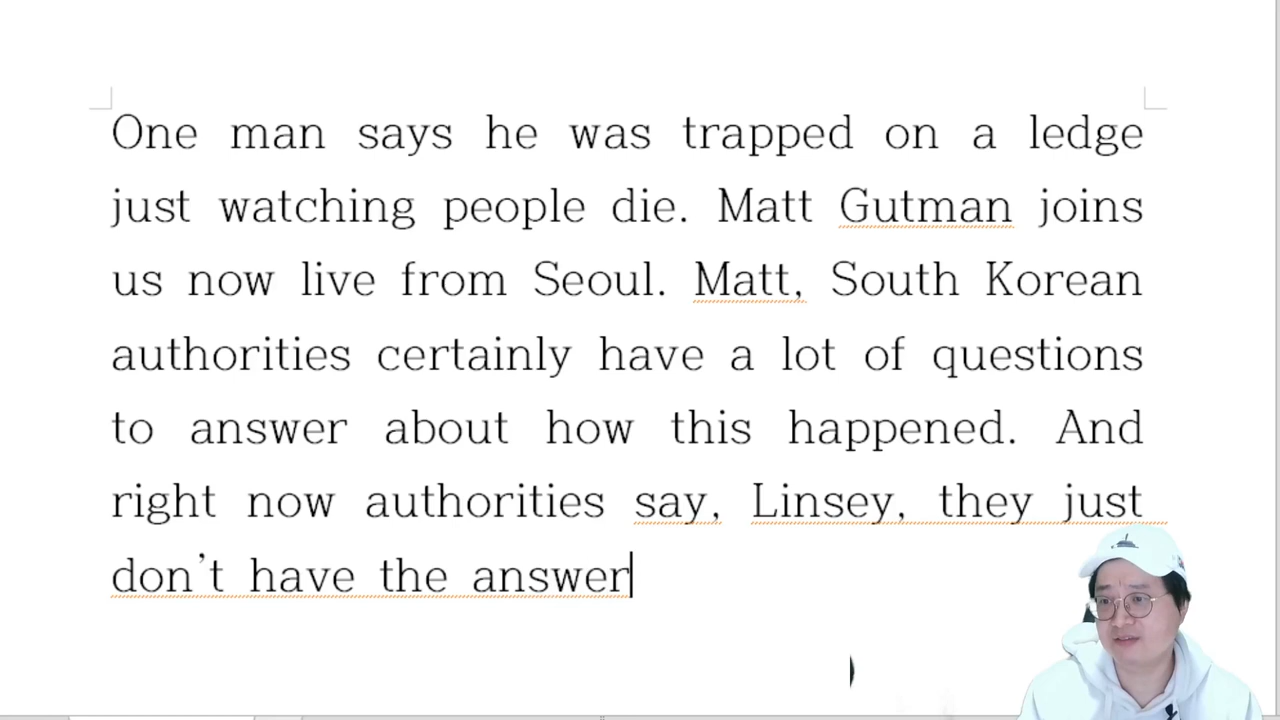 One man says he was trapped on a ledge
just watching people die. Matt Gutman joins
us now live from Seoul. Matt, South Korean
authorities certainly have a lot of questions
to answer about how this happened. And
right now authorities say, Linsey, they just
don't have the answer